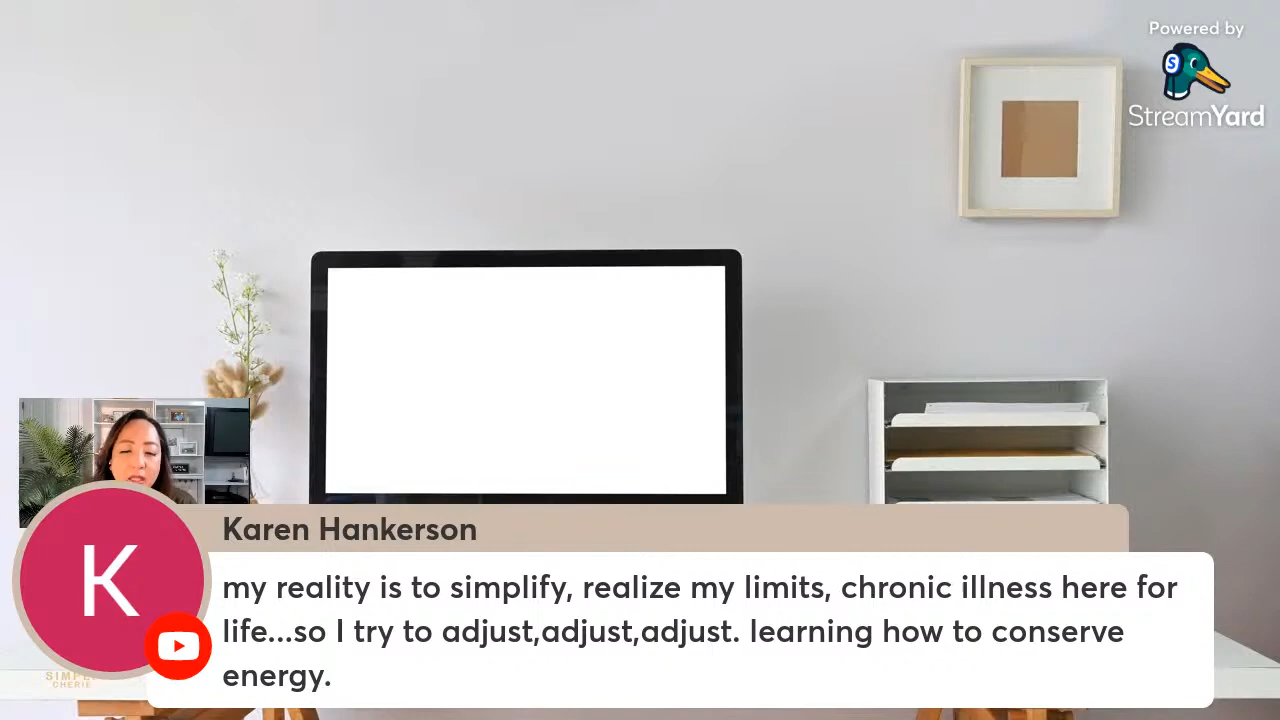 Powered by
S
StreamYard
Karen Hankerson
K
my reality is to simplify, realize my limits, chronic illness here for
life...so I try to adjust,adjust,adjust. learning how to conserve
energy.
CHERIE